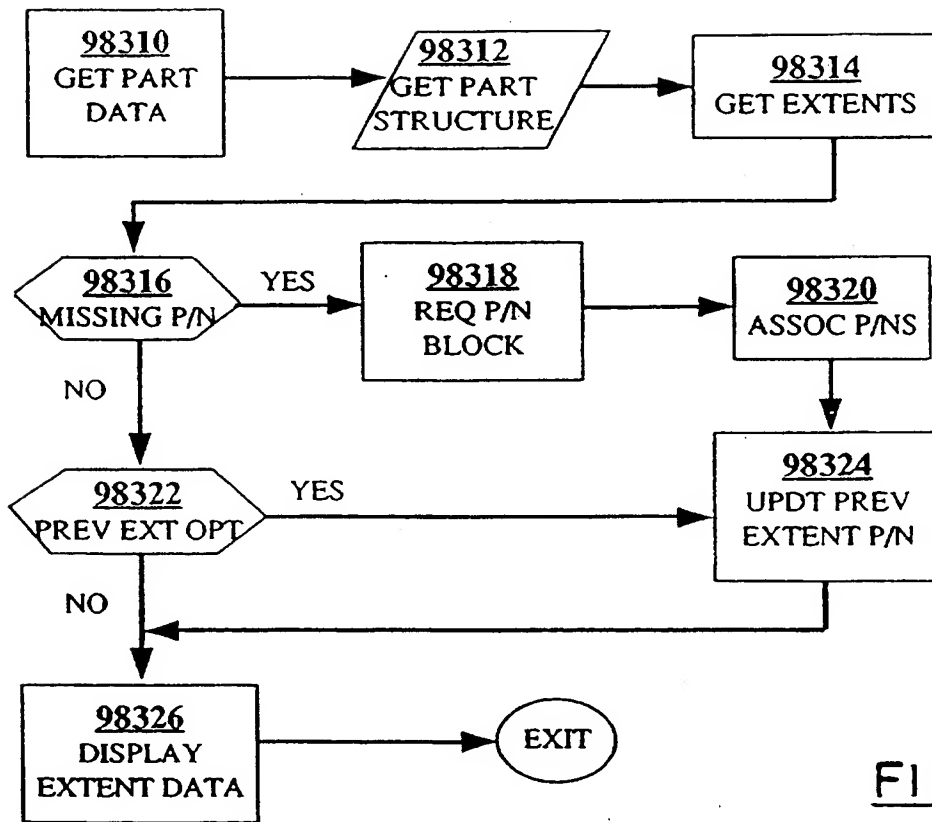 98310
GET PART
DATA
98312
GET PART
STRUCTURE
98314
GET EXTENTS
98316
MISSING P/N
YES
98318
REQ P/N
BLOCK
98320
ASSOC P/NS
NO
98322
PREV EXT OPT
YES
98324
UPDT PREV
EXTENT P/N
NO
98326
DISPLAY
EXTENT DATA
EXIT
FI